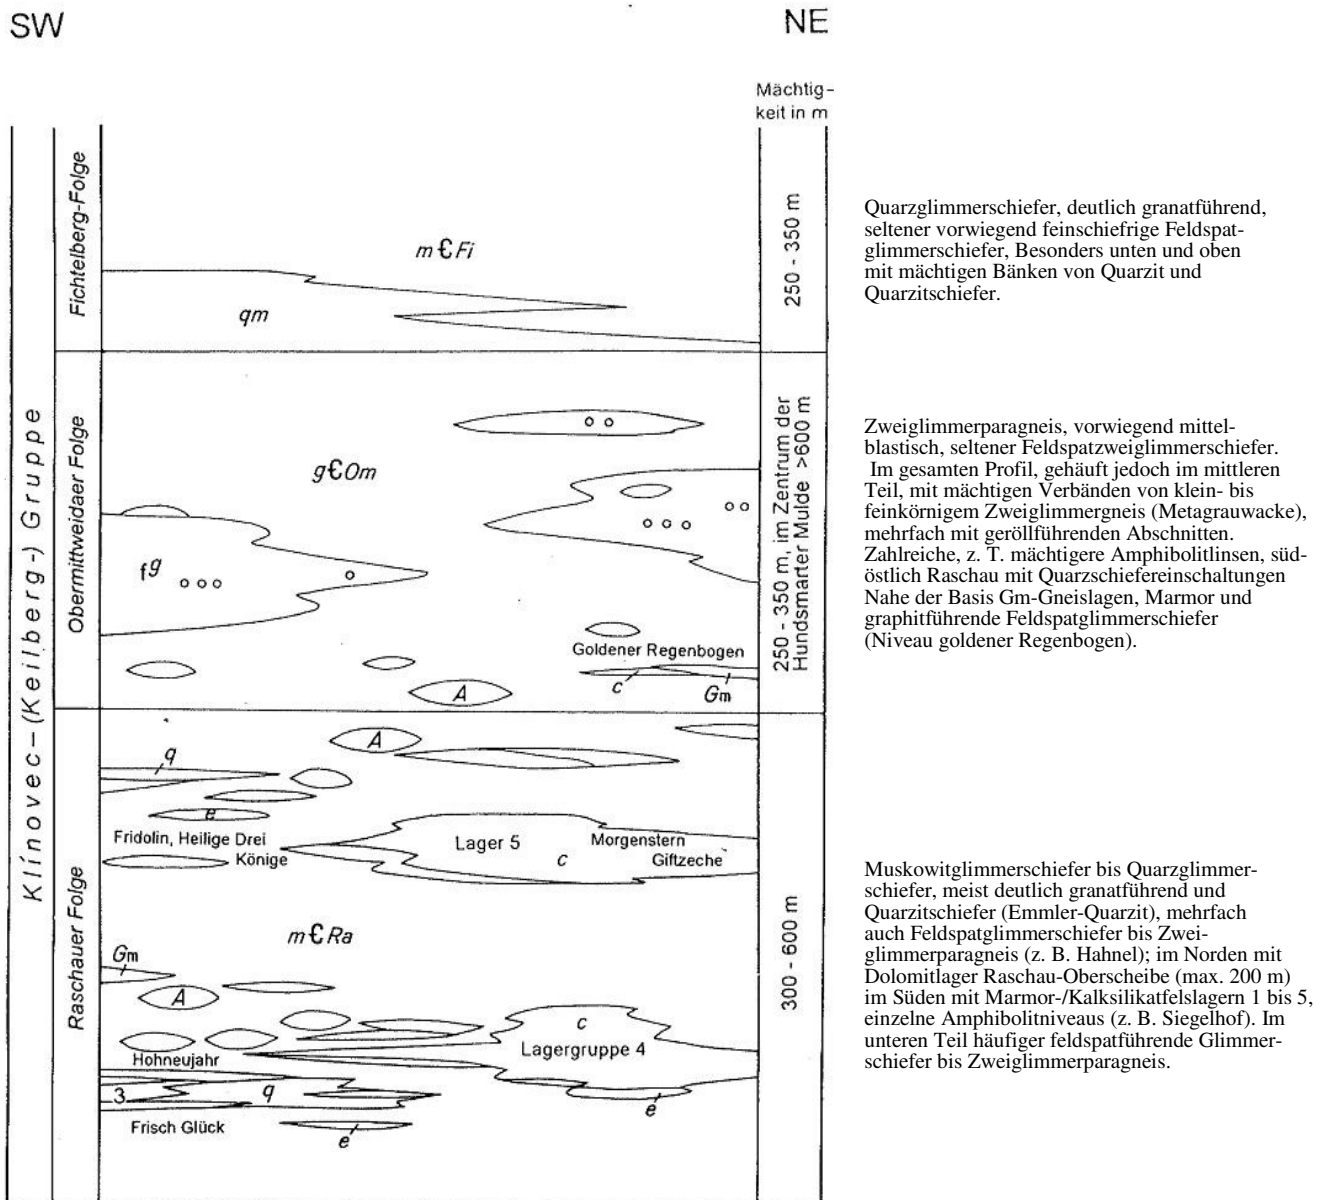 SW
NE
Mächtig-
keit in m
Klínovec-(Keilberg-) Gruppe
Fichtelberg-Folge
m Є Fi
qm
250 - 350 m
Quarzglimmerschiefer, deutlich granatführend,
seltener vorwiegend feinschiefrige Feldspat-
glimmerschiefer, Besonders unten und oben
mit mächtigen Bänken von Quarzit und
Quarzitschiefer.
Obermittweidaer Folge
g Є Om
fg
Goldener Regenbogen
c
Gm
A
250 - 350 m, im Zentrum der
Hundsmarter Mulde >600 m
Zweiglimmerparagneis, vorwiegend mittel-
blastisch, seltener Feldspatzweiglimmerschiefer.
Im gesamten Profil, gehäuft jedoch im mittleren
Teil, mit mächtigen Verbänden von klein- bis
feinkörnigem Zweiglimmergneis (Metagrauwacke),
mehrfach mit geröllführenden Abschnitten.
Zahlreiche, z. T. mächtigere Amphibolitlinsen, süd-
östlich Raschau mit Quarzschiefereinschaltungen
Nahe der Basis Gm-Gneislagen, Marmor und
graphitführende Feldspatglimmerschiefer
(Niveau goldener Regenbogen).
Raschauer Folge
A
q
e
Fridolin, Heilige Drei
Könige
Lager 5
Morgenstern
c
Giftzeche
m Є Ra
Gm
A
c
Lagergruppe 4
Hohneujahr
3
q
e
Frisch Glück
e
300 - 600 m
Muskowitglimmerschiefer bis Quarzglimmer-
schiefer, meist deutlich granatführend und
Quarzitschiefer (Emmler-Quarzit), mehrfach
auch Feldspatglimmerschiefer bis Zwei-
glimmerparagneis (z. B. Hahnel); im Norden mit
Dolomitlager Raschau-Oberscheibe (max. 200 m)
im Süden mit Marmor-/Kalksilikatfelslagern 1 bis 5,
einzelne Amphibolitniveaus (z. B. Siegelhof). Im
unteren Teil häufiger feldspatführende Glimmer-
schiefer bis Zweiglimmerparagneis.